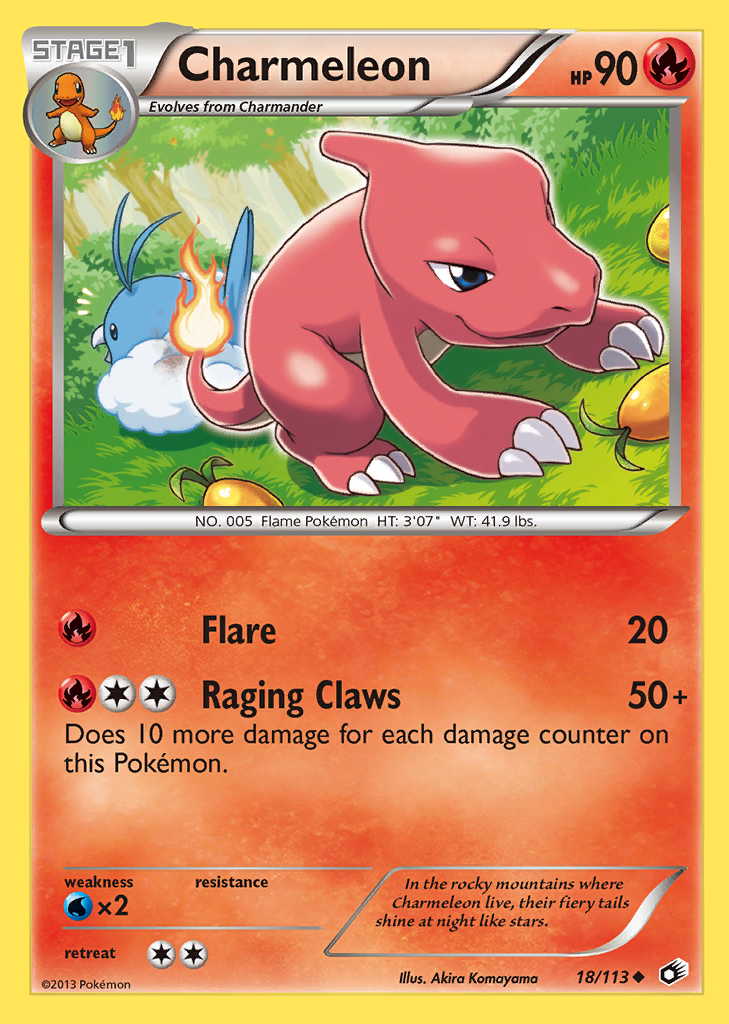 STAGE1
Charmeleon
HP 90
Evolves from Charmander
NO. 005 Flame Pokémon HT: 3'07" WT: 41.9 lbs.
Flare 20
Raging Claws 50+
Does 10 more damage for each damage counter on
this Pokémon.
weakness resistance
×2
In the rocky mountains where
Charmeleon live, their fiery tails
shine at night like stars.
retreat
©2013 Pokémon
Illus. Akira Komayama
18/113